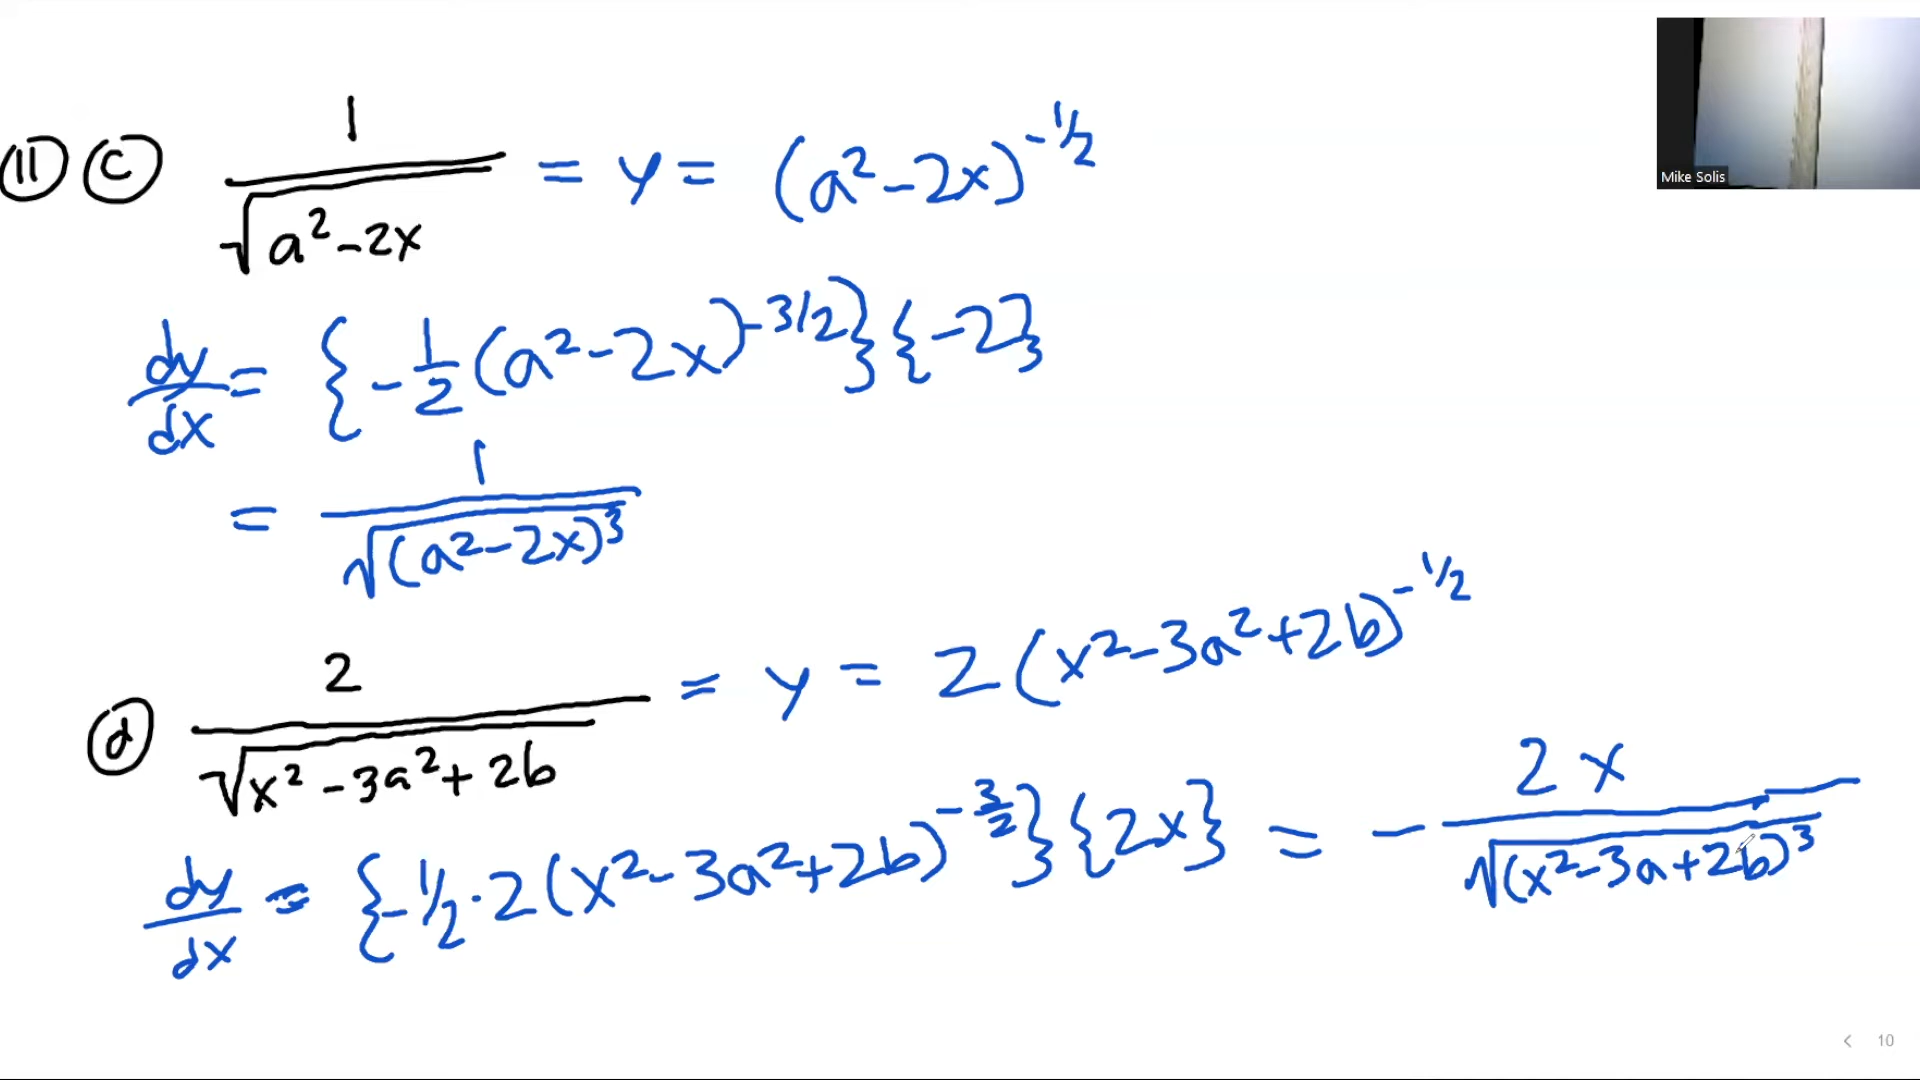 ⑪ ⓒ 1/√(a²-2x) = y = (a²-2x)^(-1/2)
dy/dx = {-1/2 (a²-2x)^(-3/2)}{-2}
= 1/√((a²-2x)³)
ⓓ 2/√(x²-3a²+2b) = y = 2(x²-3a²+2b)^(-1/2)
dy/dx = {-1/2·2(x²-3a²+2b)^(-3/2)}{2x} = -2x/√((x²-3a+2b)³)
Mike Solis
< 10